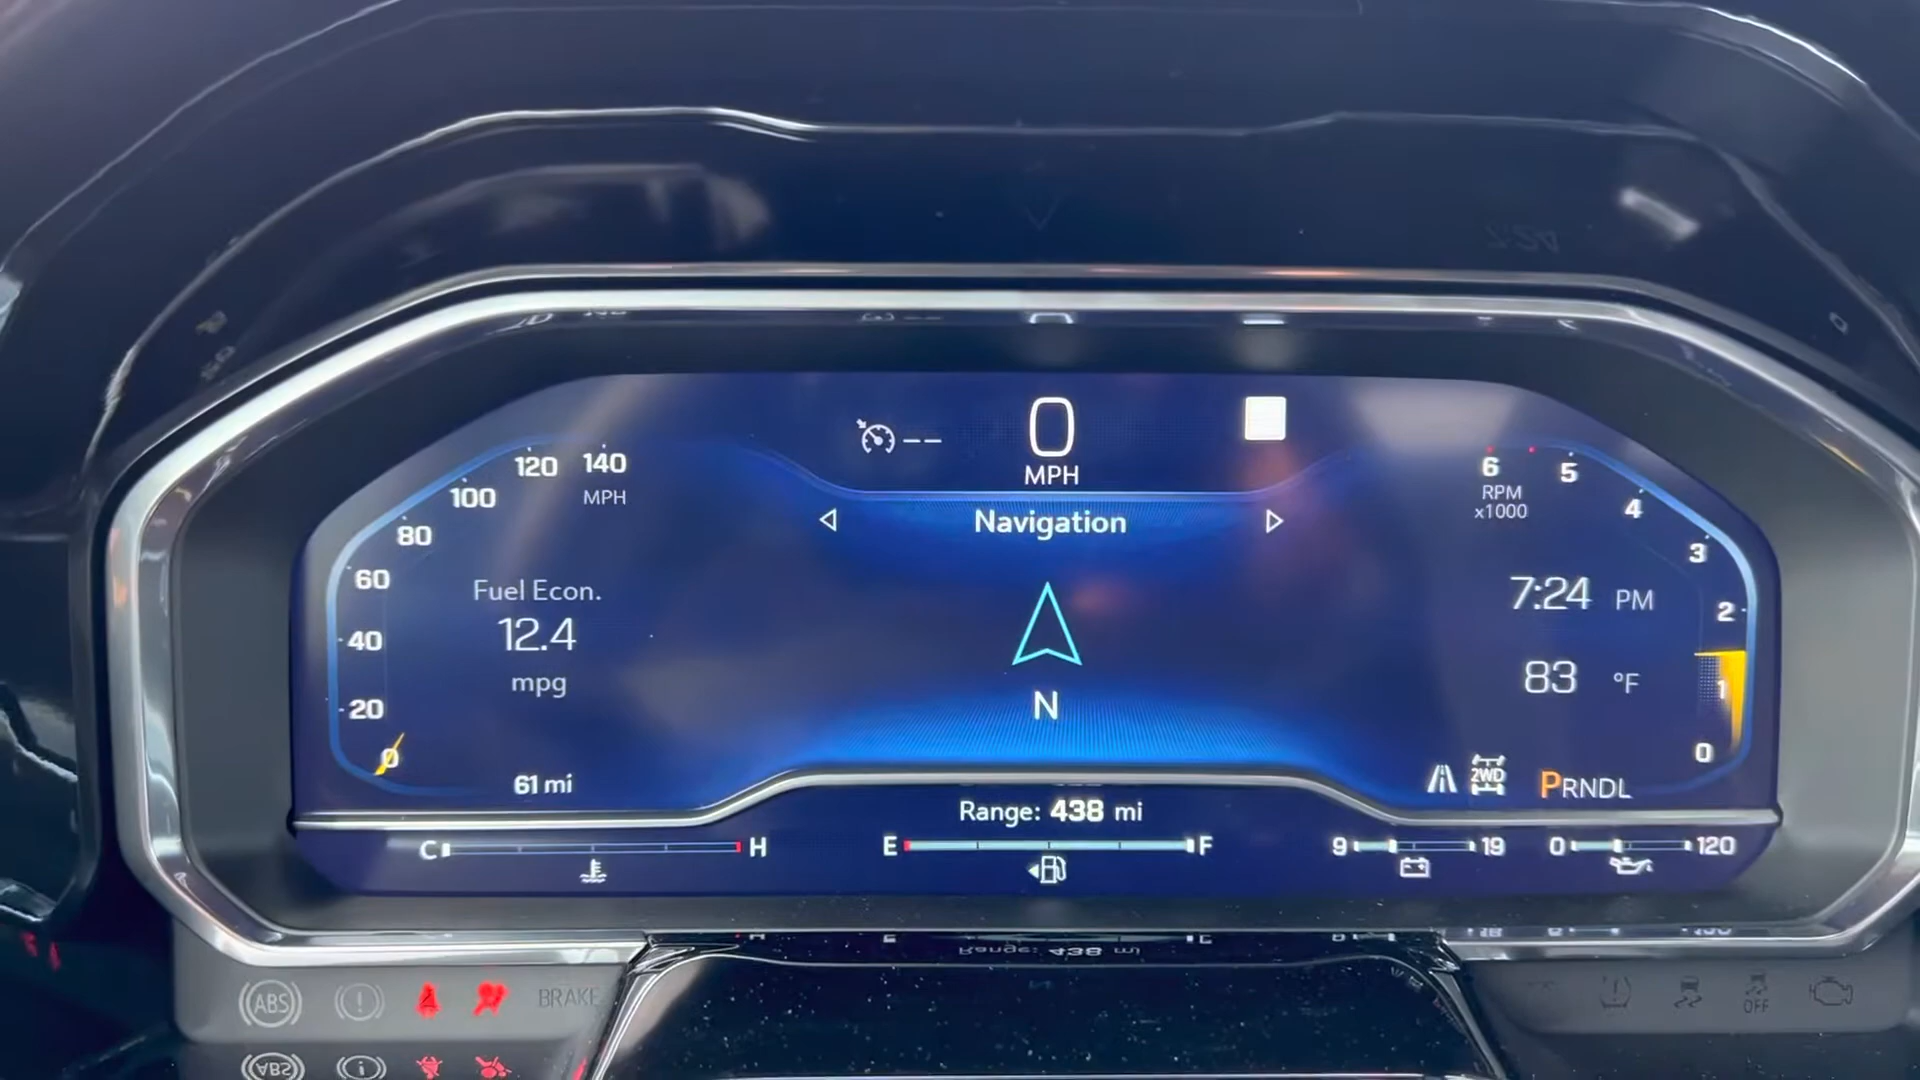 0
MPH
--
Navigation
140
MPH
120
100
80
60
40
20
0
Fuel Econ.
12.4
mpg
61 mi
N
6
RPM
x1000
5
4
3
2
1
0
7:24 PM
83 °F
2WD
PRNDL
Range: 438 mi
C H
E F
9 19
0 120
ABS
BRAKE
OFF